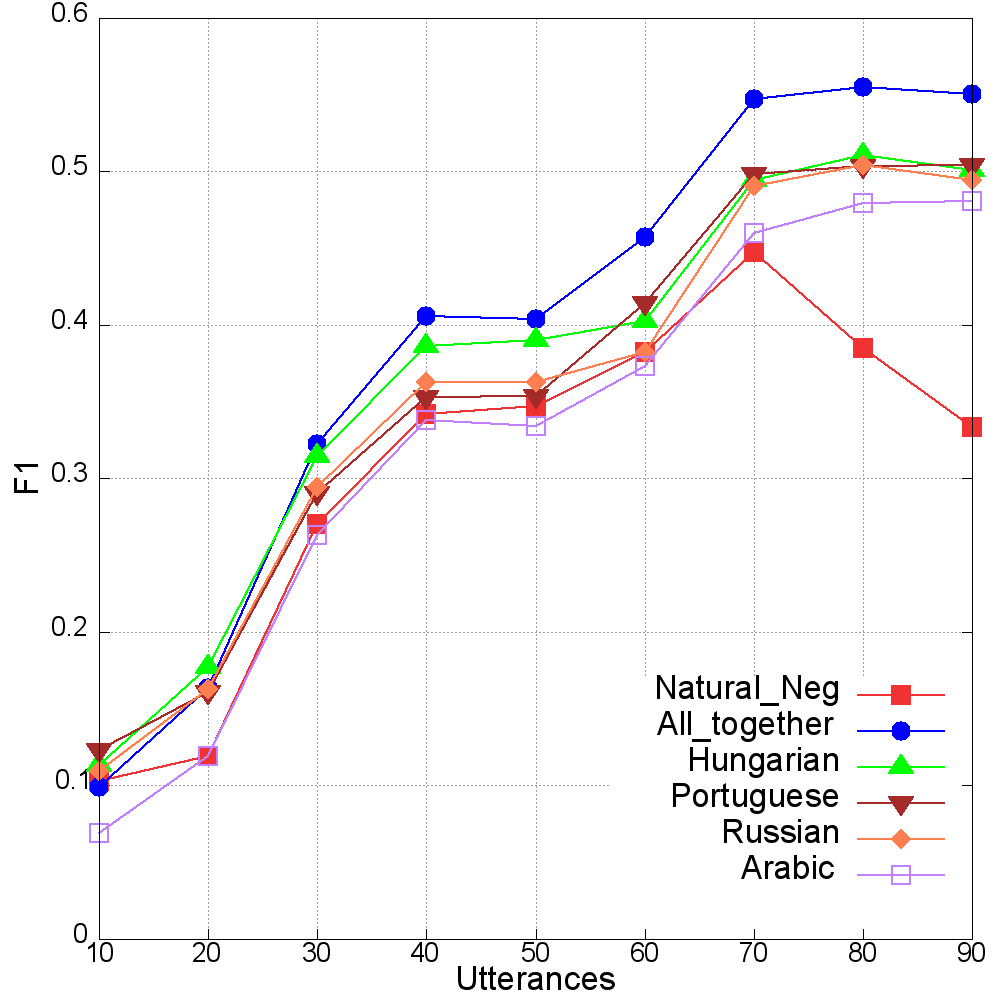 0.6
0.5
0.4
0.3
0.2
0.1
0
F1
10 20 30 40 50 60 70 80 90
Utterances
Natural_Neg
All_together
Hungarian
Portuguese
Russian
Arabic